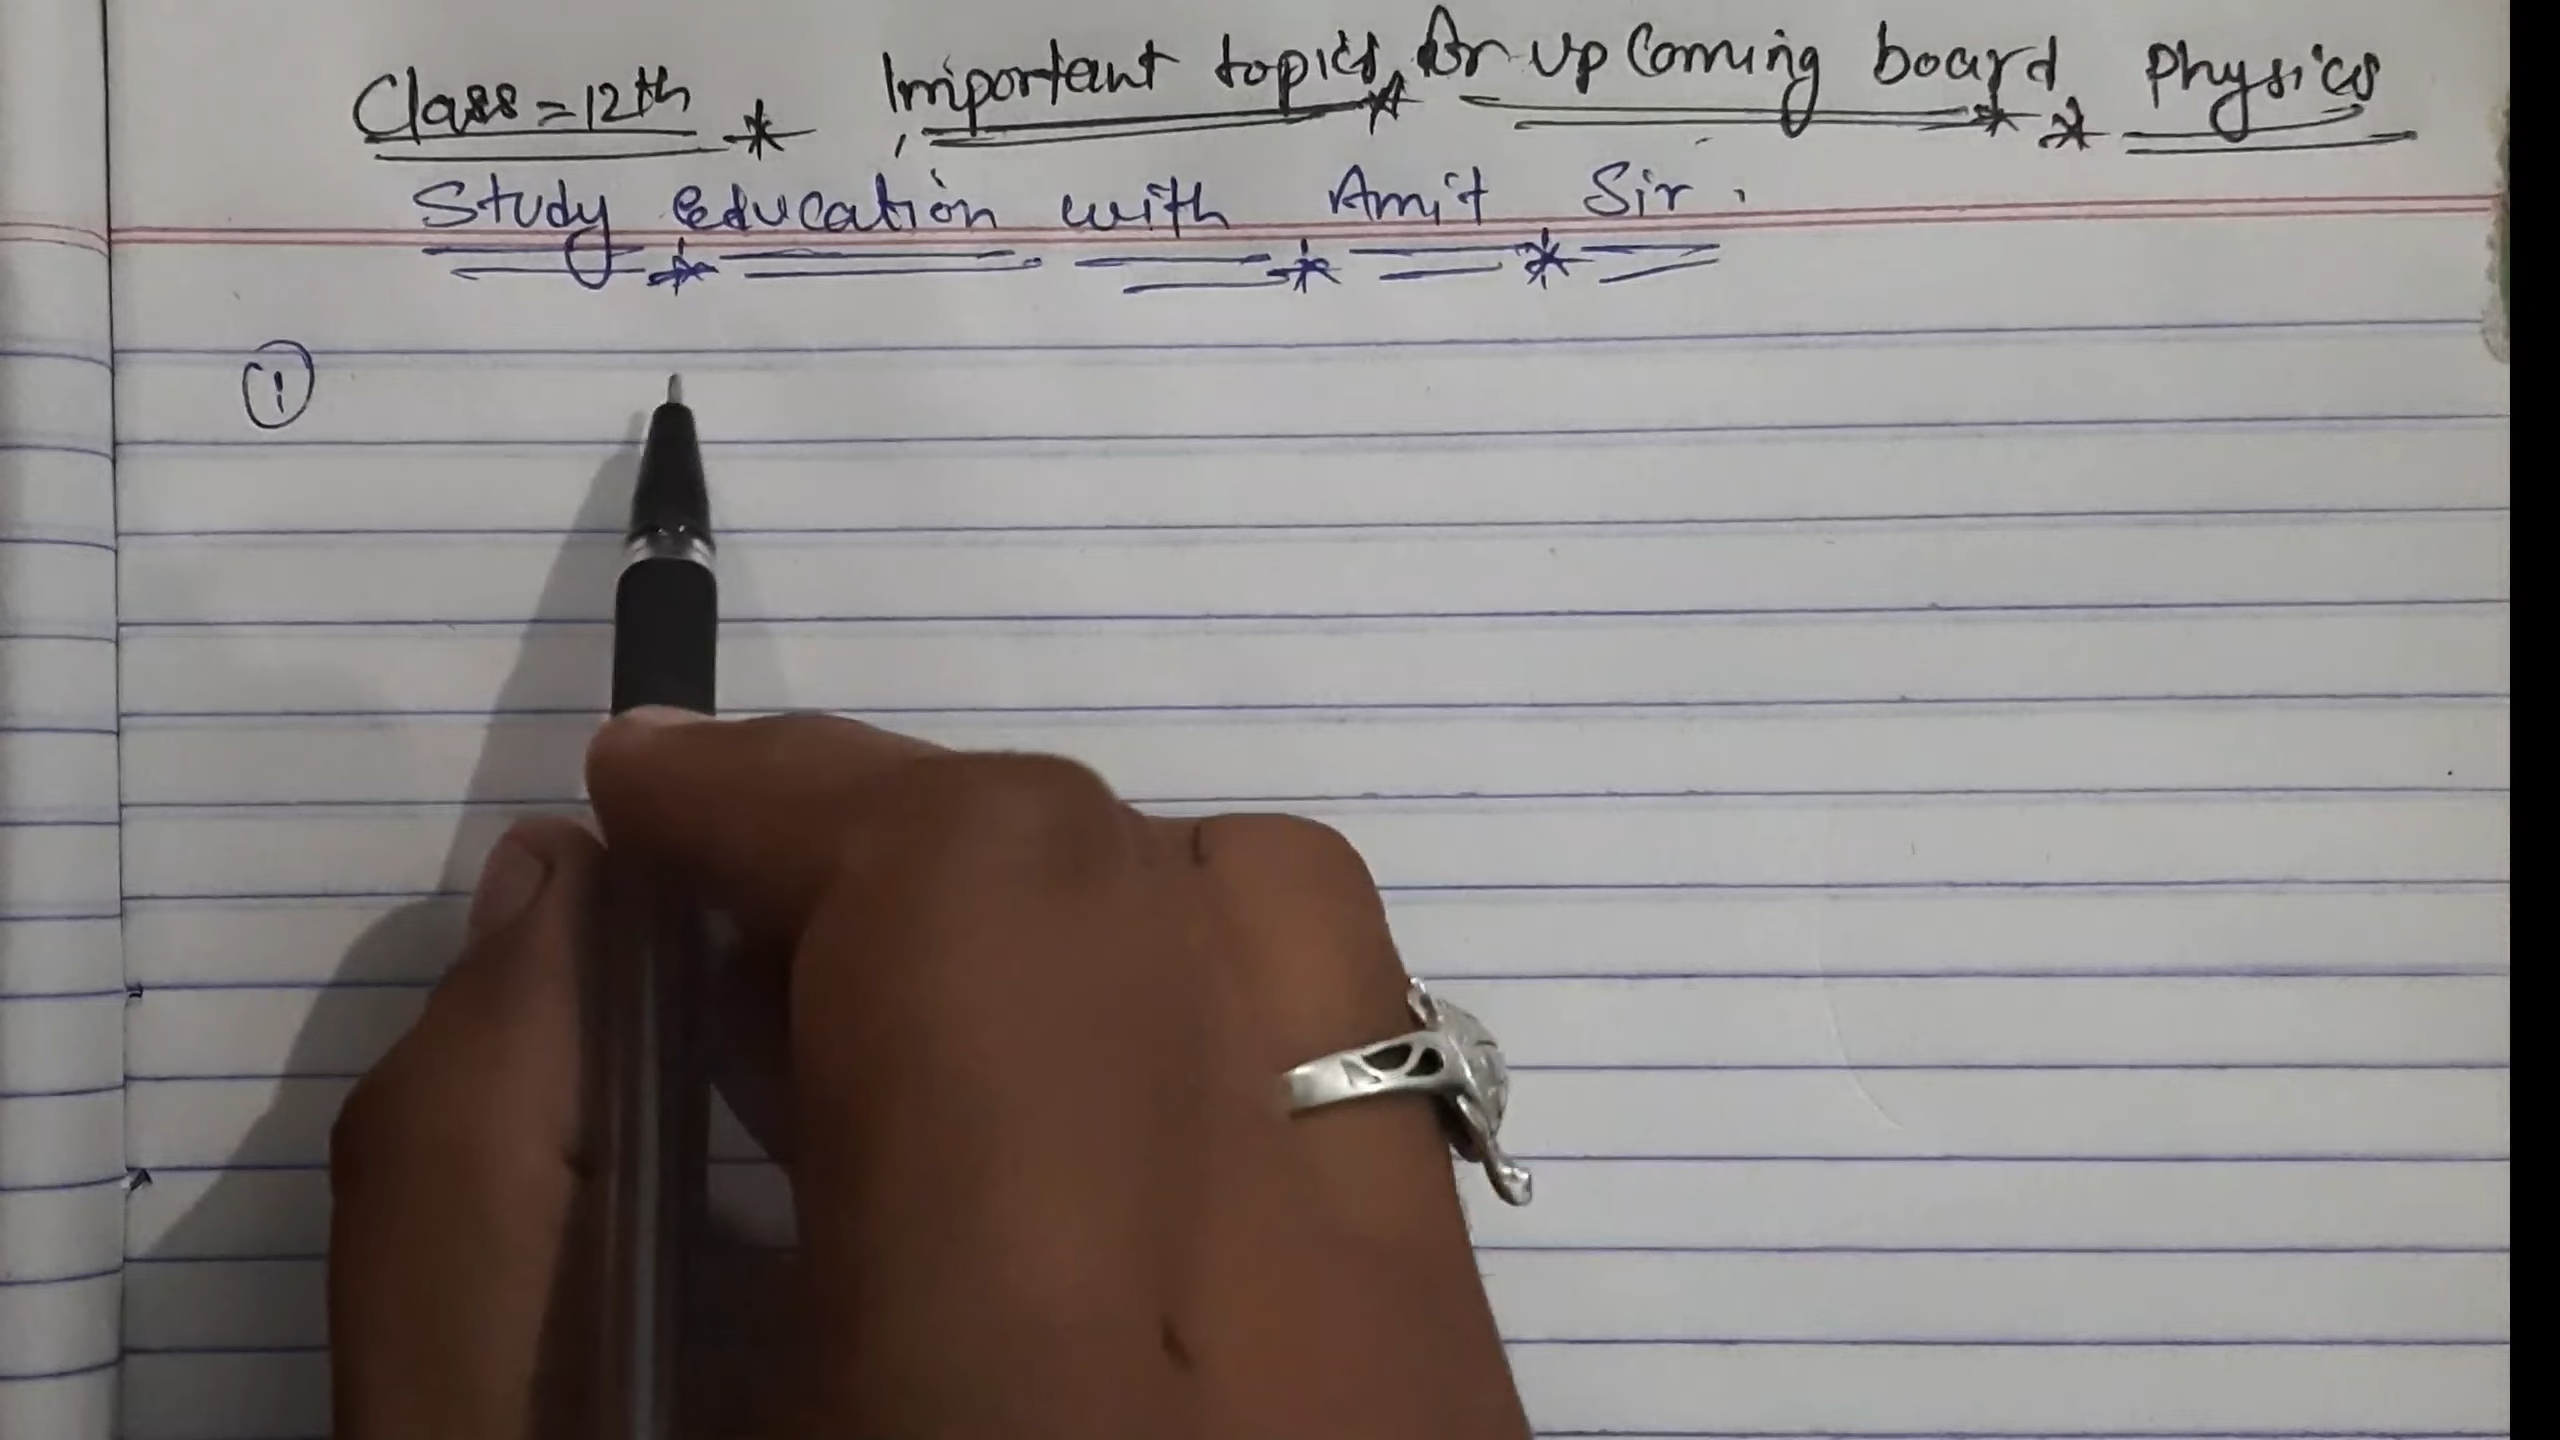 Class = 12th Important topics for up coming board Physics
Study education with Amit Sir.
1